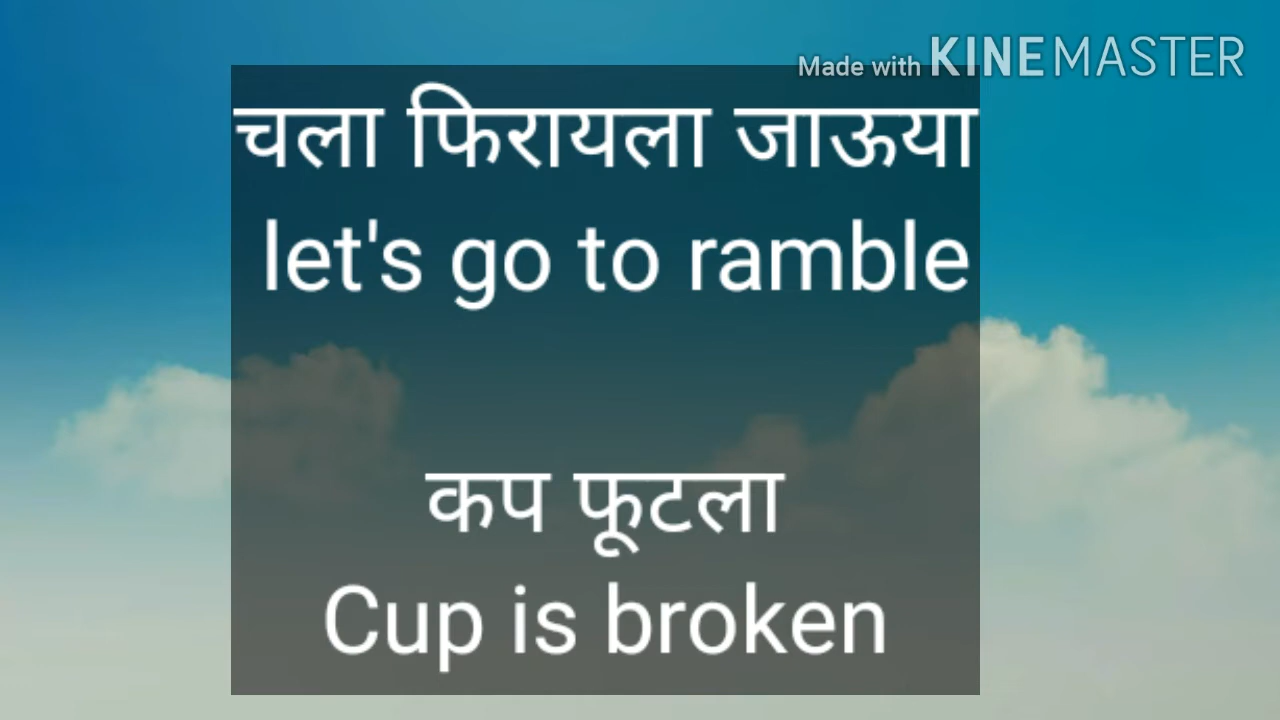 Made with KINEMASTER
चला फिरायला जाऊया
let's go to ramble
कप फूटला
Cup is broken